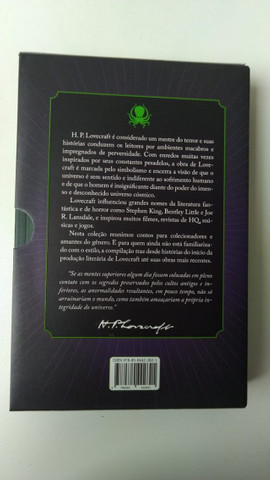 H. P. Lovecraft é considerado um mestre do terror e suas
histórias conduzem os leitores por ambientes macabros e
impregnados de perversidade. Com enredos muitas vezes
inspirados por seus constantes pesadelos, a obra de Love-
craft é marcada pelo simbolismo e encerra a visão de que o
universo é sem sentido e indiferente ao sofrimento humano
e de que o homem é insignificante diante do poder do imen-
so e desconhecido universo cósmico.
Lovecraft influenciou grandes nomes da literatura fan-
tástica e de horror como Stephen King, Bentley Little e Joe
R. Lansdale, e inspirou muitos filmes, revistas de HQ, mú-
sicas e jogos.
Nesta coleção reunimos contos para colecionadores e
amantes do gênero. E para quem ainda não está familiariza-
do com o estilo, a compilação traz desde histórias do início da
produção literária de Lovecraft até suas obras mais recentes.
"Se as mentes superiores algum dia fossem colocadas em pleno
contato com os segredos preservados pelos cultos antigos e in-
feriores, as anormalidades resultantes, em pouco tempo, não só
arruinariam o mundo, como também ameaçariam a própria in-
tegridade do universo."
H.P. Lovecraft